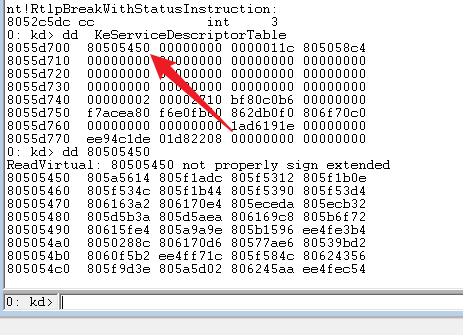 nt!RtlpBreakWithStatusInstruction:
8052c5dc cc int 3
0: kd> dd KeServiceDescriptorTable
8055d700 80505450 00000000 0000011c 805058c4
8055d710 00000000 00000000 00000000 00000000
8055d720 00000000 00000000 00000000 00000000
8055d730 00000000 00000000 00000000 00000000
8055d740 00000002 bf80c0b6 00000000
8055d750 f7acea80 862db0f0 806f70c0
8055d760 00000000 00000000 1ad6191e 00000000
8055d770 ee94c1de 01d82208 00000000 00000000
0: kd> dd 80505450
ReadVirtual: 80505450 not properly sign extended
80505450 805a5614 805f1adc 805f5312 805f1b0e
80505460 805f534c 805f1b44 805f5390 805f53d4
80505470 806163a2 806170e4 805eceda 805ecb32
80505480 805d5b3a 805d5aea 806169c8 805b6f72
80505490 80615fe4 805a9a9e 805b1596 ee4fe3b4
805054a0 8050288c 806170d6 80577ae6 80539bd2
805054b0 8060f5b2 ee4ff71c 805f584c 80624356
805054c0 805f9d3e 805a5d02 806245aa ee4fec54
0: kd>